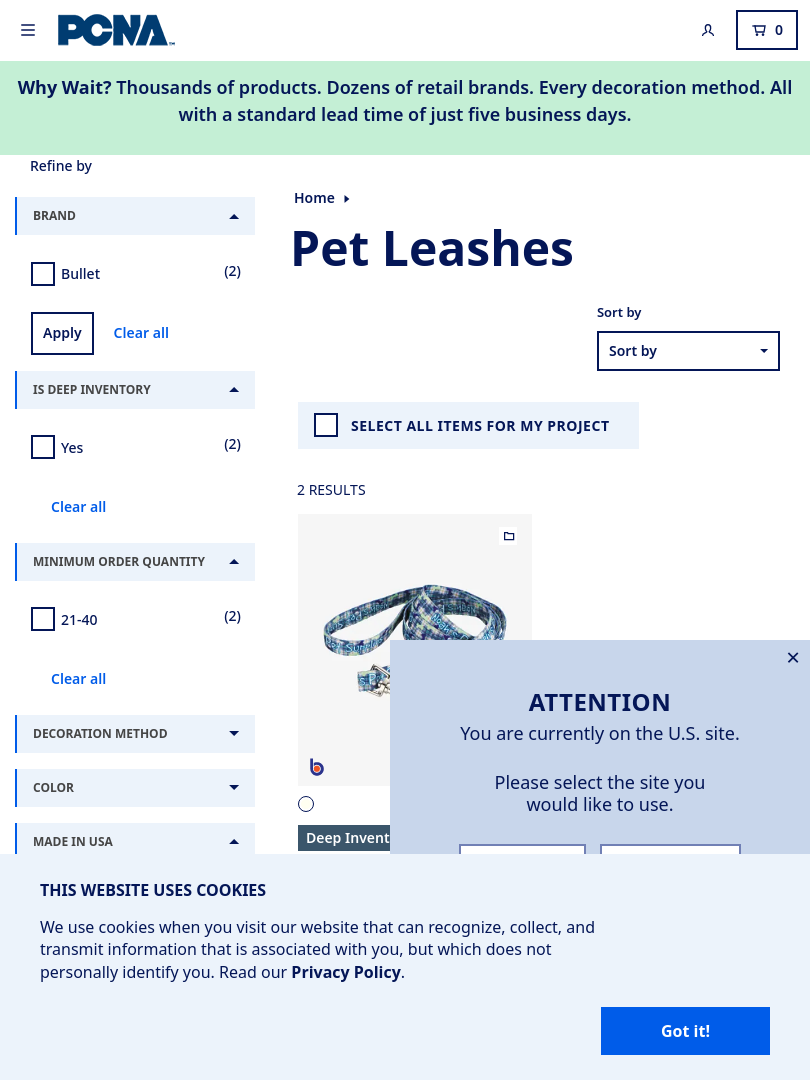 PCNA
0
Why Wait? Thousands of products. Dozens of retail brands. Every decoration method. All
with a standard lead time of just five business days.
Refine by
BRAND
Bullet
(2)
Apply
Clear all
IS DEEP INVENTORY
Yes
(2)
Clear all
MINIMUM ORDER QUANTITY
21-40
(2)
Clear all
DECORATION METHOD
COLOR
MADE IN USA
Home
Pet Leashes
Sort by
Sort by
SELECT ALL ITEMS FOR MY PROJECT
2 RESULTS
b
Deep Invent
ATTENTION
You are currently on the U.S. site.
Please select the site you
would like to use.
THIS WEBSITE USES COOKIES
We use cookies when you visit our website that can recognize, collect, and
transmit information that is associated with you, but which does not
personally identify you. Read our Privacy Policy.
Got it!